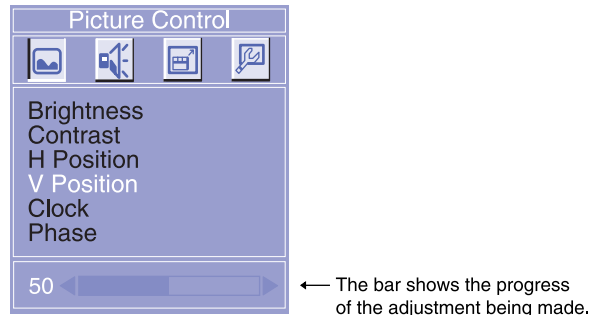 Picture Control
Brightness
Contrast
H Position
V Position
Clock
Phase
50
The bar shows the progress
of the adjustment being made.